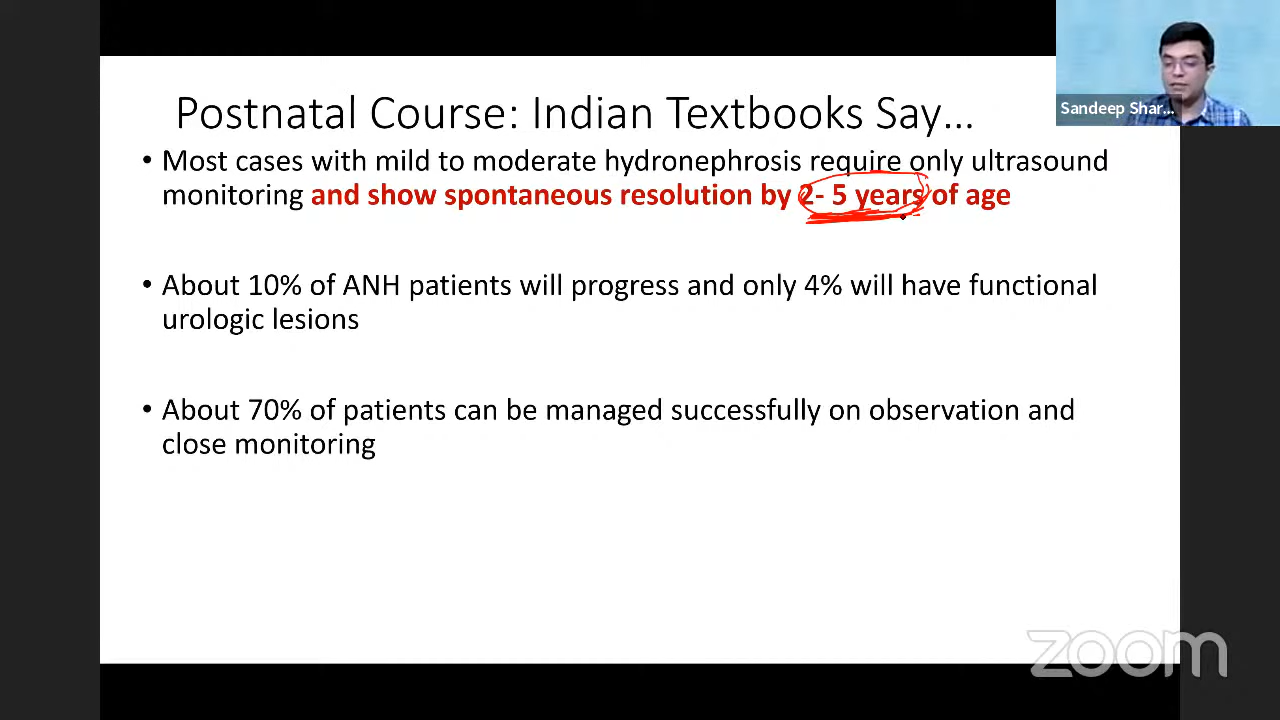 Postnatal Course: Indian Textbooks Say...
Sandeep Shar...
• Most cases with mild to moderate hydronephrosis require only ultrasound
monitoring and show spontaneous resolution by 2- 5 years of age
• About 10% of ANH patients will progress and only 4% will have functional
urologic lesions
• About 70% of patients can be managed successfully on observation and
close monitoring
zoom